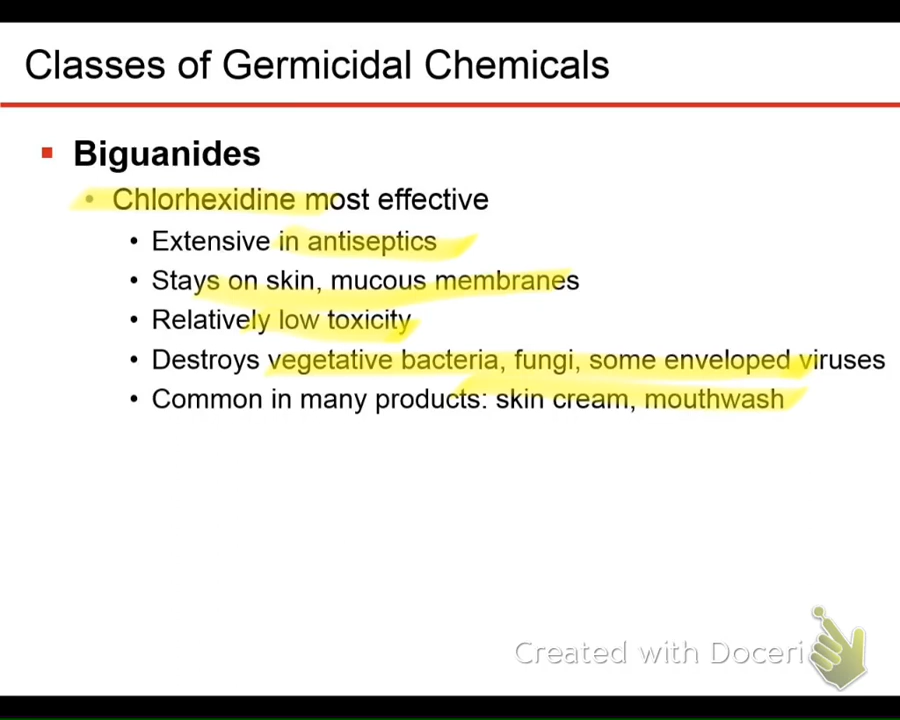 Classes of Germicidal Chemicals
Biguanides
• Chlorhexidine most effective
• Extensive in antiseptics
• Stays on skin, mucous membranes
• Relatively low toxicity
• Destroys vegetative bacteria, fungi, some enveloped viruses
• Common in many products: skin cream, mouthwash
Created with Doceri